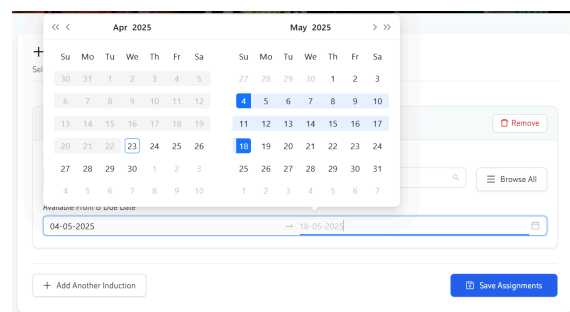 << < Apr 2025 May 2025 > >>
Su Mo Tu We Th Fr Sa Su Mo Tu We Th Fr Sa
30 31 1 2 3 4 5 27 28 29 30 1 2 3
6 7 8 9 10 11 12 4 5 6 7 8 9 10
13 14 15 16 17 18 19 11 12 13 14 15 16 17
20 21 22 23 24 25 26 18 19 20 21 22 23 24
27 28 29 30 1 2 3 25 26 27 28 29 30 31
4 5 6 7 8 9 10 1 2 3 4 5 6 7
+
Sel
Remove
Browse All
Available From & Due Date
04-05-2025 → 18-05-2025
+ Add Another Induction
Save Assignments